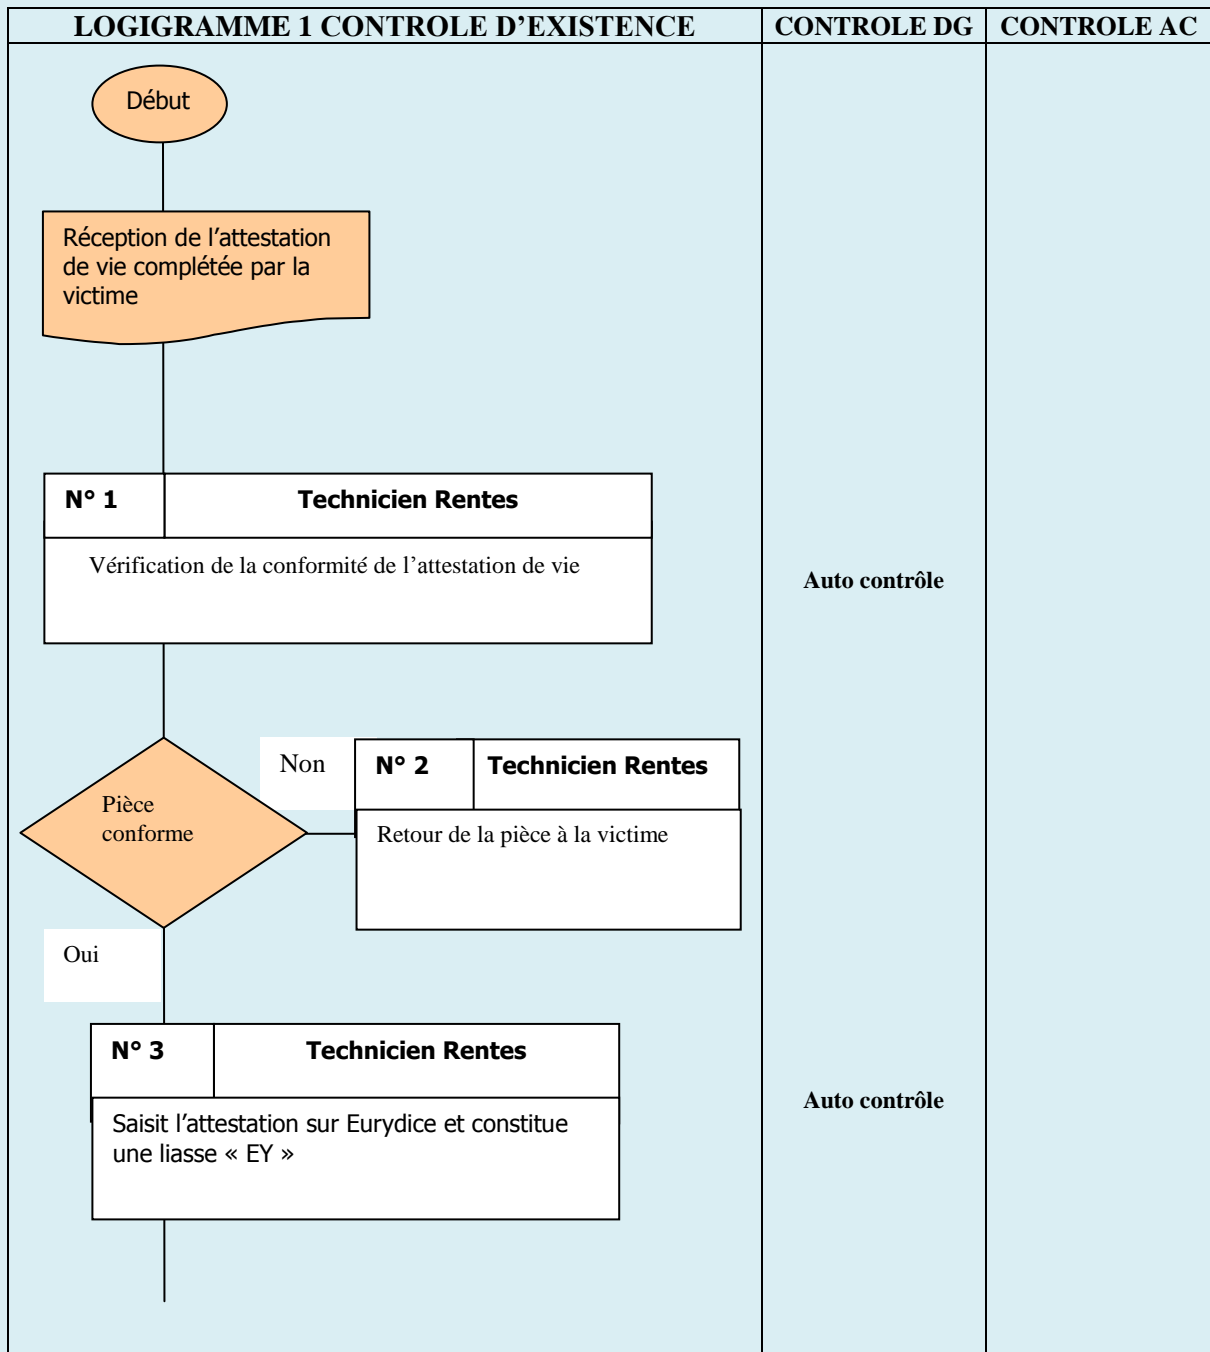 LOGIGRAMME 1 CONTROLE D’EXISTENCE
CONTROLE DG
CONTROLE AC
Début
Réception de l’attestation
de vie complétée par la
victime
N° 1
Technicien Rentes
Vérification de la conformité de l’attestation de vie
Auto contrôle
Pièce
conforme
Non
N° 2
Technicien Rentes
Retour de la pièce à la victime
Oui
N° 3
Technicien Rentes
Saisit l’attestation sur Eurydice et constitue
une liasse « EY »
Auto contrôle